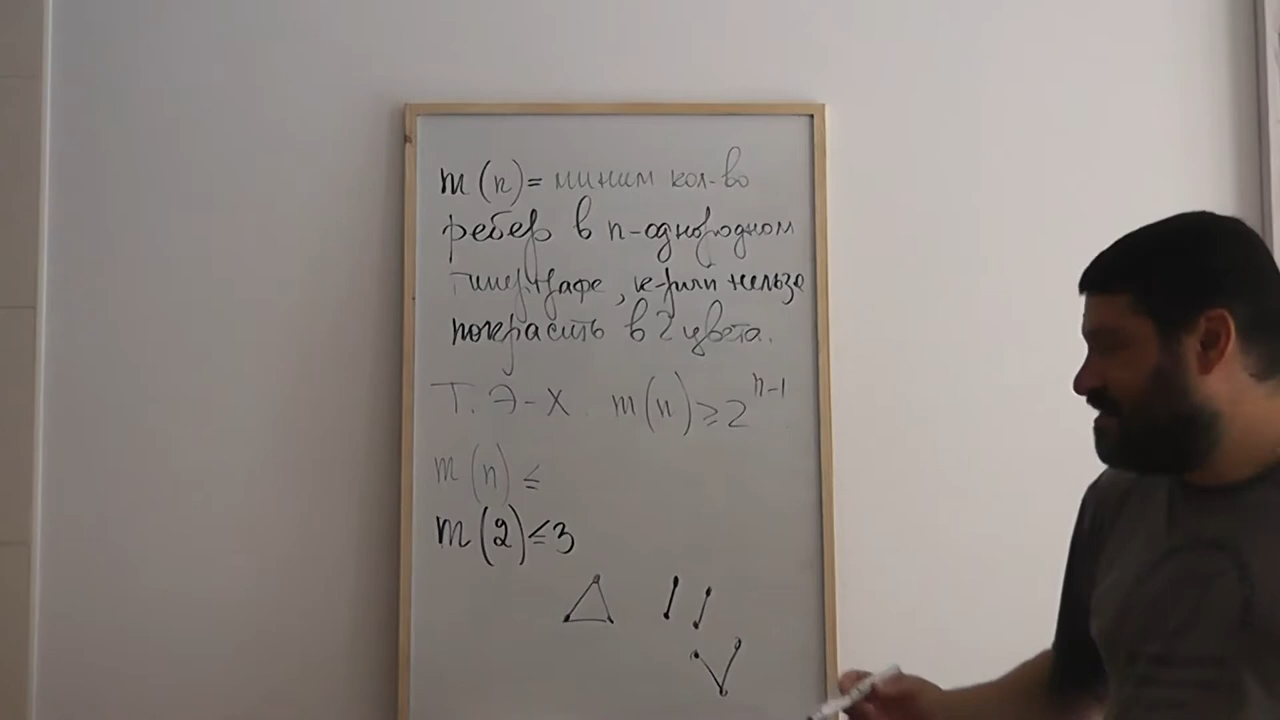 m(n) = миним кол-во
ребер в n-однородном
гиперграфе, к-рый нельзя
покрасить в 2 цвета.
Т. Э-Х. m(n) ≥ 2^{n-1}
m(n) ≤
m(2) ≤ 3